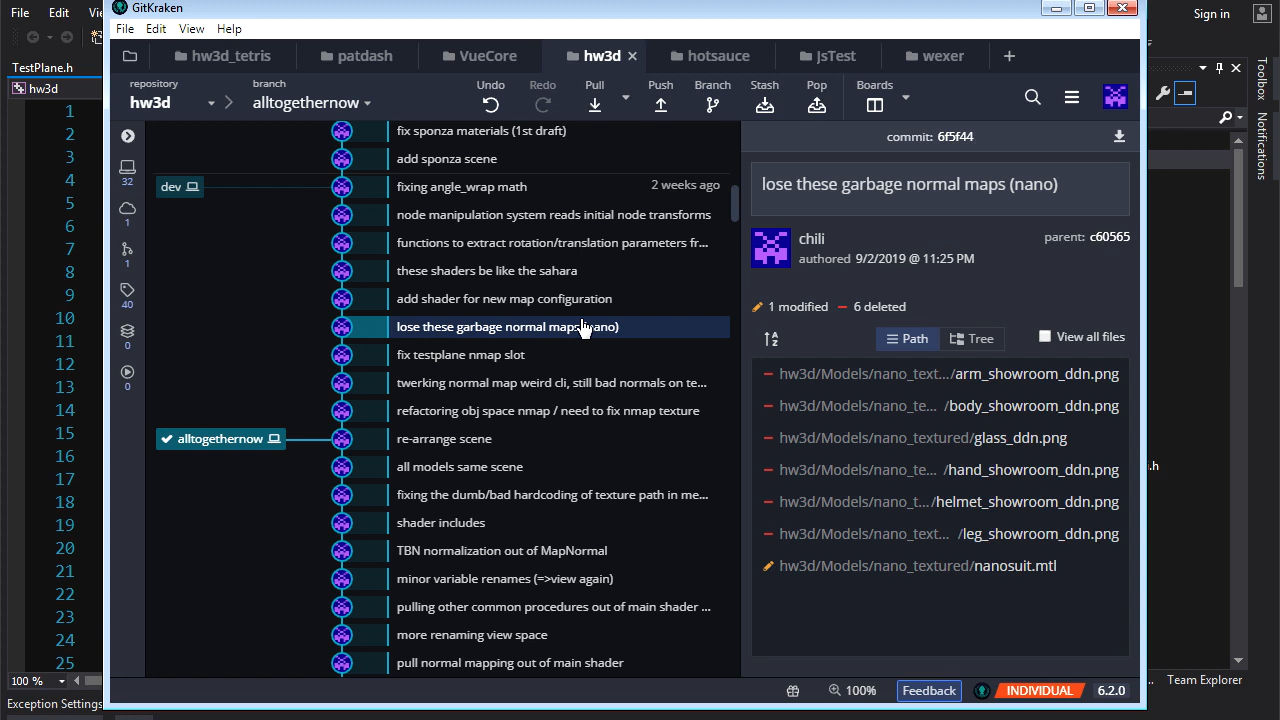 File Edit Vi
Sign in
TestPlane.h
hw3d
1
2
3
4
5
6
7
8
9
10
11
12
13
14
15
16
17
18
19
20
21
22
23
24
25
100 %
Exception Settings
GitKraken
File Edit View Help
hw3d_tetris patdash VueCore hw3d hotsauce JsTest wexer
repository
hw3d
branch
alltogethernow
Undo Redo Pull Push Branch Stash Pop Boards
32
1
1
40
0
0
fix sponza materials (1st draft)
add sponza scene
dev
fixing angle_wrap math 2 weeks ago
node manipulation system reads initial node transforms
functions to extract rotation/translation parameters fr...
these shaders be like the sahara
add shader for new map configuration
lose these garbage normal maps (nano)
fix testplane nmap slot
twerking normal map weird cli, still bad normals on te...
refactoring obj space nmap / need to fix nmap texture
alltogethernow
re-arrange scene
all models same scene
fixing the dumb/bad hardcoding of texture path in me...
shader includes
TBN normalization out of MapNormal
minor variable renames (=>view again)
pulling other common procedures out of main shader ...
more renaming view space
pull normal mapping out of main shader
commit: 6f5f44
lose these garbage normal maps (nano)
chili
authored 9/2/2019 @ 11:25 PM
parent: c60565
1 modified 6 deleted
Path Tree View all files
hw3d/Models/nano_text.../arm_showroom_ddn.png
hw3d/Models/nano_te... /body_showroom_ddn.png
hw3d/Models/nano_textured/glass_ddn.png
hw3d/Models/nano_te... /hand_showroom_ddn.png
hw3d/Models/nano_t.../helmet_showroom_ddn.png
hw3d/Models/nano_text... /leg_showroom_ddn.png
hw3d/Models/nano_textured/nanosuit.mtl
100% Feedback INDIVIDUAL 6.2.0
Toolbox
Notifications
.h
... Team Explorer